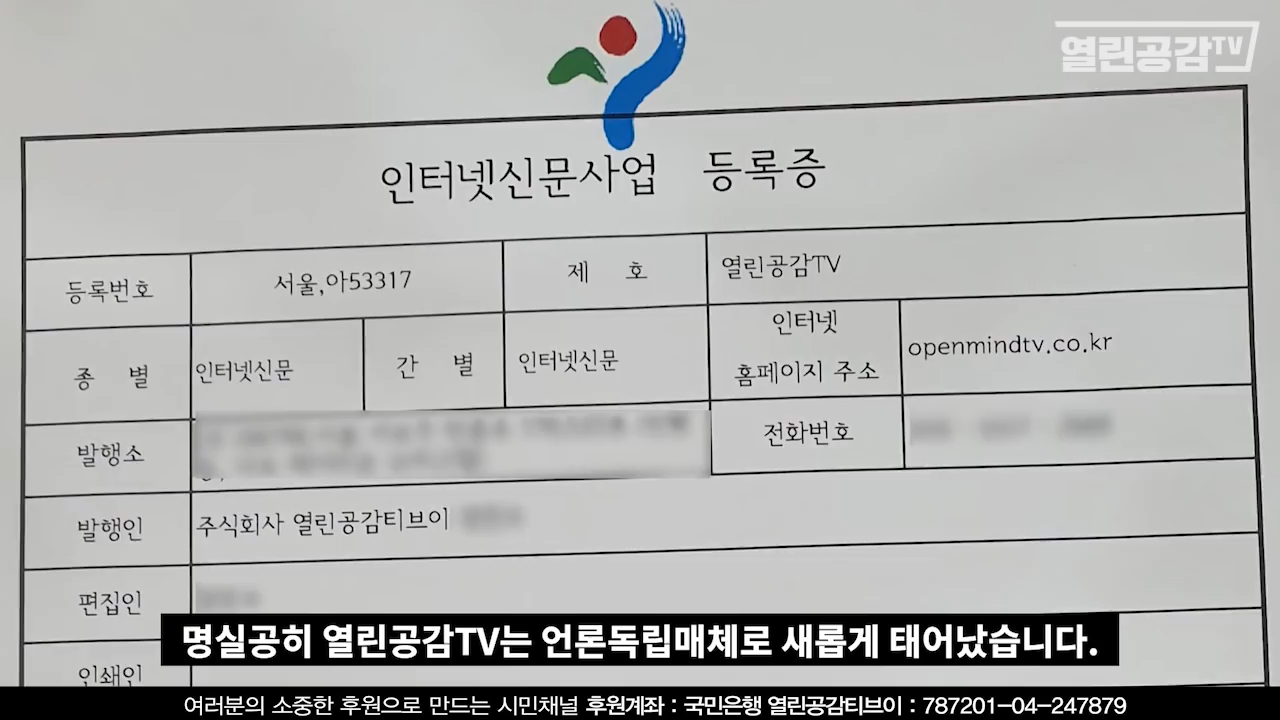 열린공감TV
인터넷신문사업 등록증
등록번호
서울,아53317
제 호
열린공감TV
종 별
인터넷신문
간 별
인터넷신문
인터넷
홈페이지 주소
openmindtv.co.kr
발행소
전화번호
발행인
주식회사 열린공감티브이
편집인
인쇄인
명실공히 열린공감TV는 언론독립매체로 새롭게 태어났습니다.
여러분의 소중한 후원으로 만드는 시민채널 후원계좌 : 국민은행 열린공감티브이 : 787201-04-247879